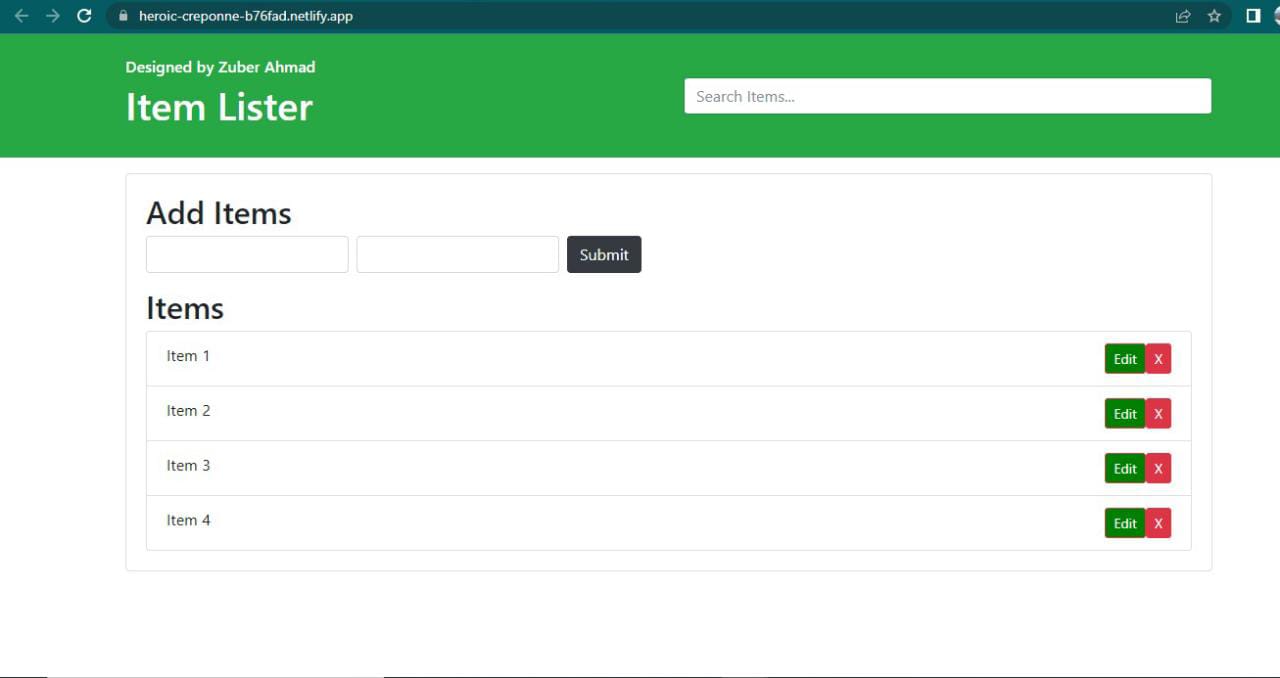 heroic-creponne-b76fad.netlify.app
Designed by Zuber Ahmad
Item Lister
Search Items...
Add Items
Submit
Items
Item 1 Edit X
Item 2 Edit X
Item 3 Edit X
Item 4 Edit X